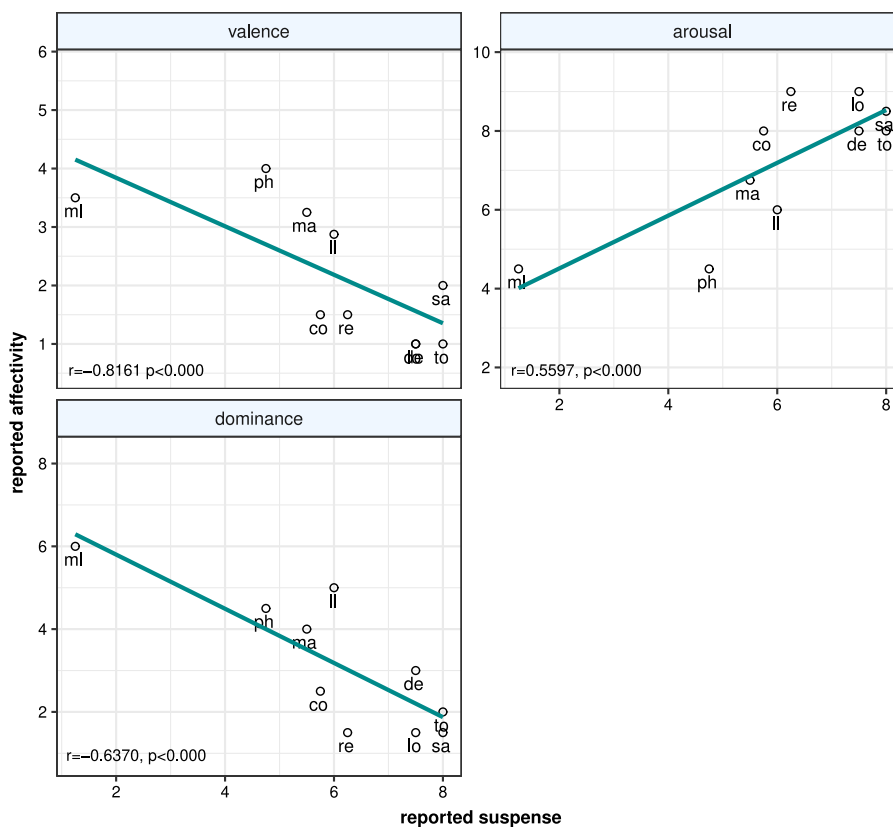 valence
6
5
4
3
2
1
ph
ml
ma
ll
sa
co
re
lo
de
to
r=−0.8161 p<0.000
arousal
10
8
6
4
2
re
lo
sa
co
de
to
ma
ll
ml
ph
r=0.5597, p<0.000
2 4 6 8
reported affectivity
dominance
8
6
4
2
ml
ll
ph
ma
de
co
to
re
lo
sa
r=−0.6370, p<0.000
2 4 6 8
reported suspense